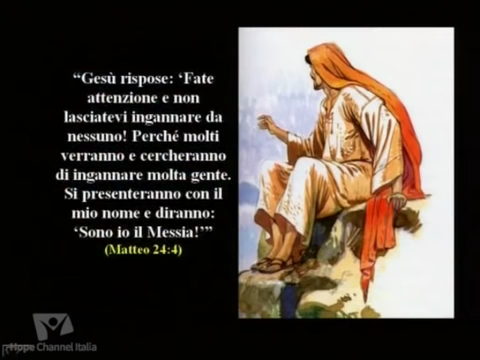 “Gesù rispose: ‘Fate
attenzione e non
lasciatevi ingannare da
nessuno! Perché molti
verranno e cercheranno
di ingannare molta gente.
Si presenteranno con il
mio nome e diranno:
‘Sono io il Messia!’”
(Matteo 24:4)
Hope Channel Italia